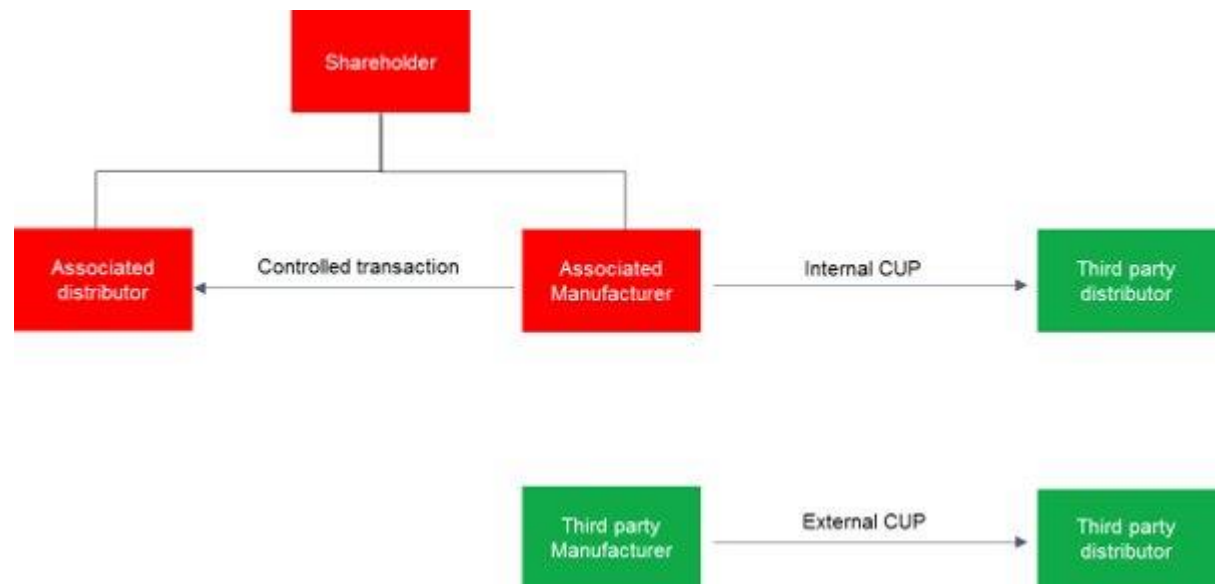 Shareholder
Associated
distributor
Controlled transaction
Associated
Manufacturer
Internal CUP
Third party
distributor
Third party
Manufacturer
External CUP
Third party
distributor